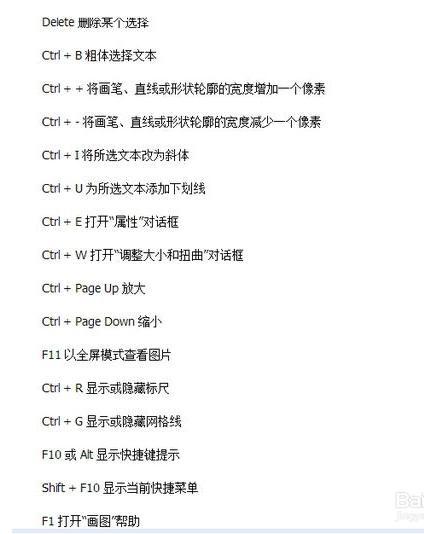 Delete 删除某个选择
Ctrl + B 粗体选择文本
Ctrl + + 将画笔、直线或形状轮廓的宽度增加一个像素
Ctrl + - 将画笔、直线或形状轮廓的宽度减少一个像素
Ctrl + I 将所选文本改为斜体
Ctrl + U 为所选文本添加下划线
Ctrl + E 打开“属性”对话框
Ctrl + W 打开“调整大小和扭曲”对话框
Ctrl + Page Up 放大
Ctrl + Page Down 缩小
F11 以全屏模式查看图片
Ctrl + R 显示或隐藏标尺
Ctrl + G 显示或隐藏网格线
F10 或 Alt 显示快捷键提示
Shift + F10 显示当前快捷菜单
F1 打开“画图”帮助